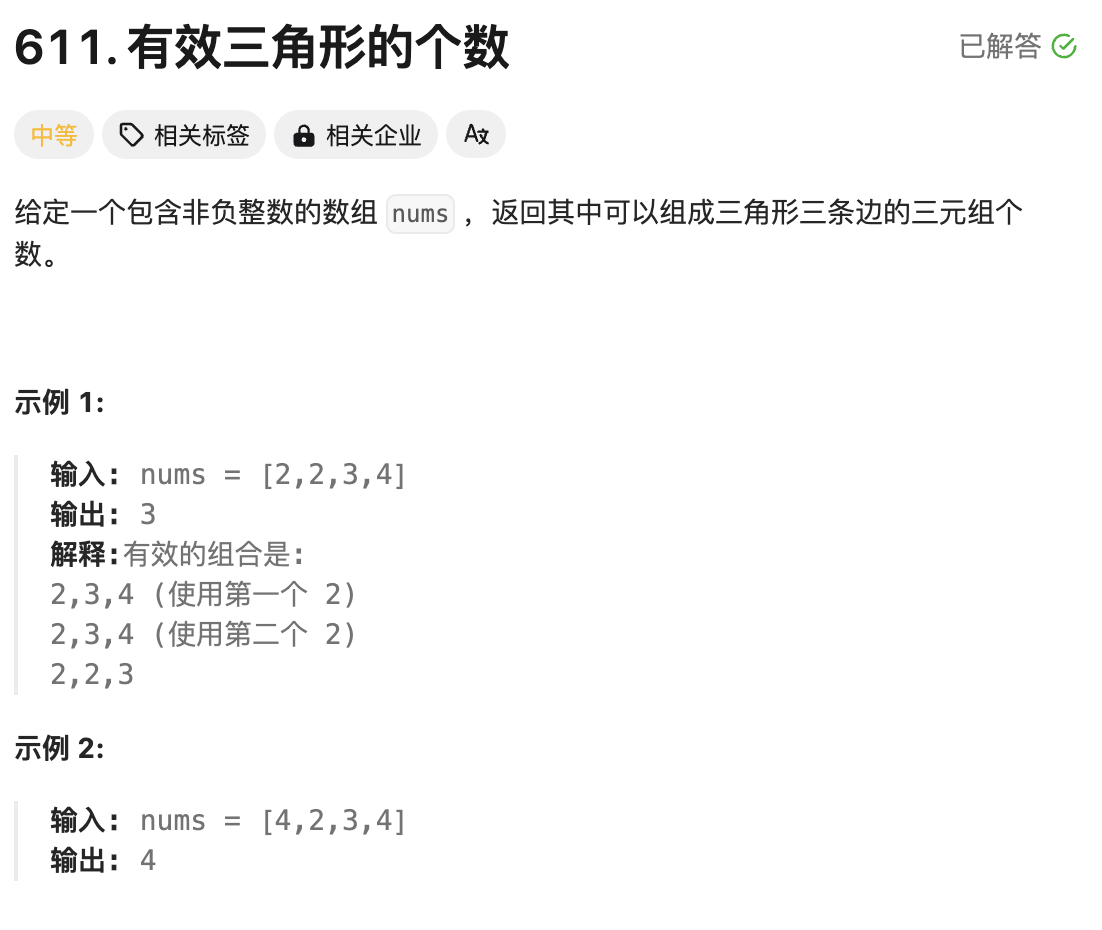 611. 有效三角形的个数
已解答
中等
相关标签
相关企业
给定一个包含非负整数的数组 nums ，返回其中可以组成三角形三条边的三元组个
数。
示例 1:
输入: nums = [2,2,3,4]
输出: 3
解释:有效的组合是:
2,3,4 (使用第一个 2)
2,3,4 (使用第二个 2)
2,2,3
示例 2:
输入: nums = [4,2,3,4]
输出: 4